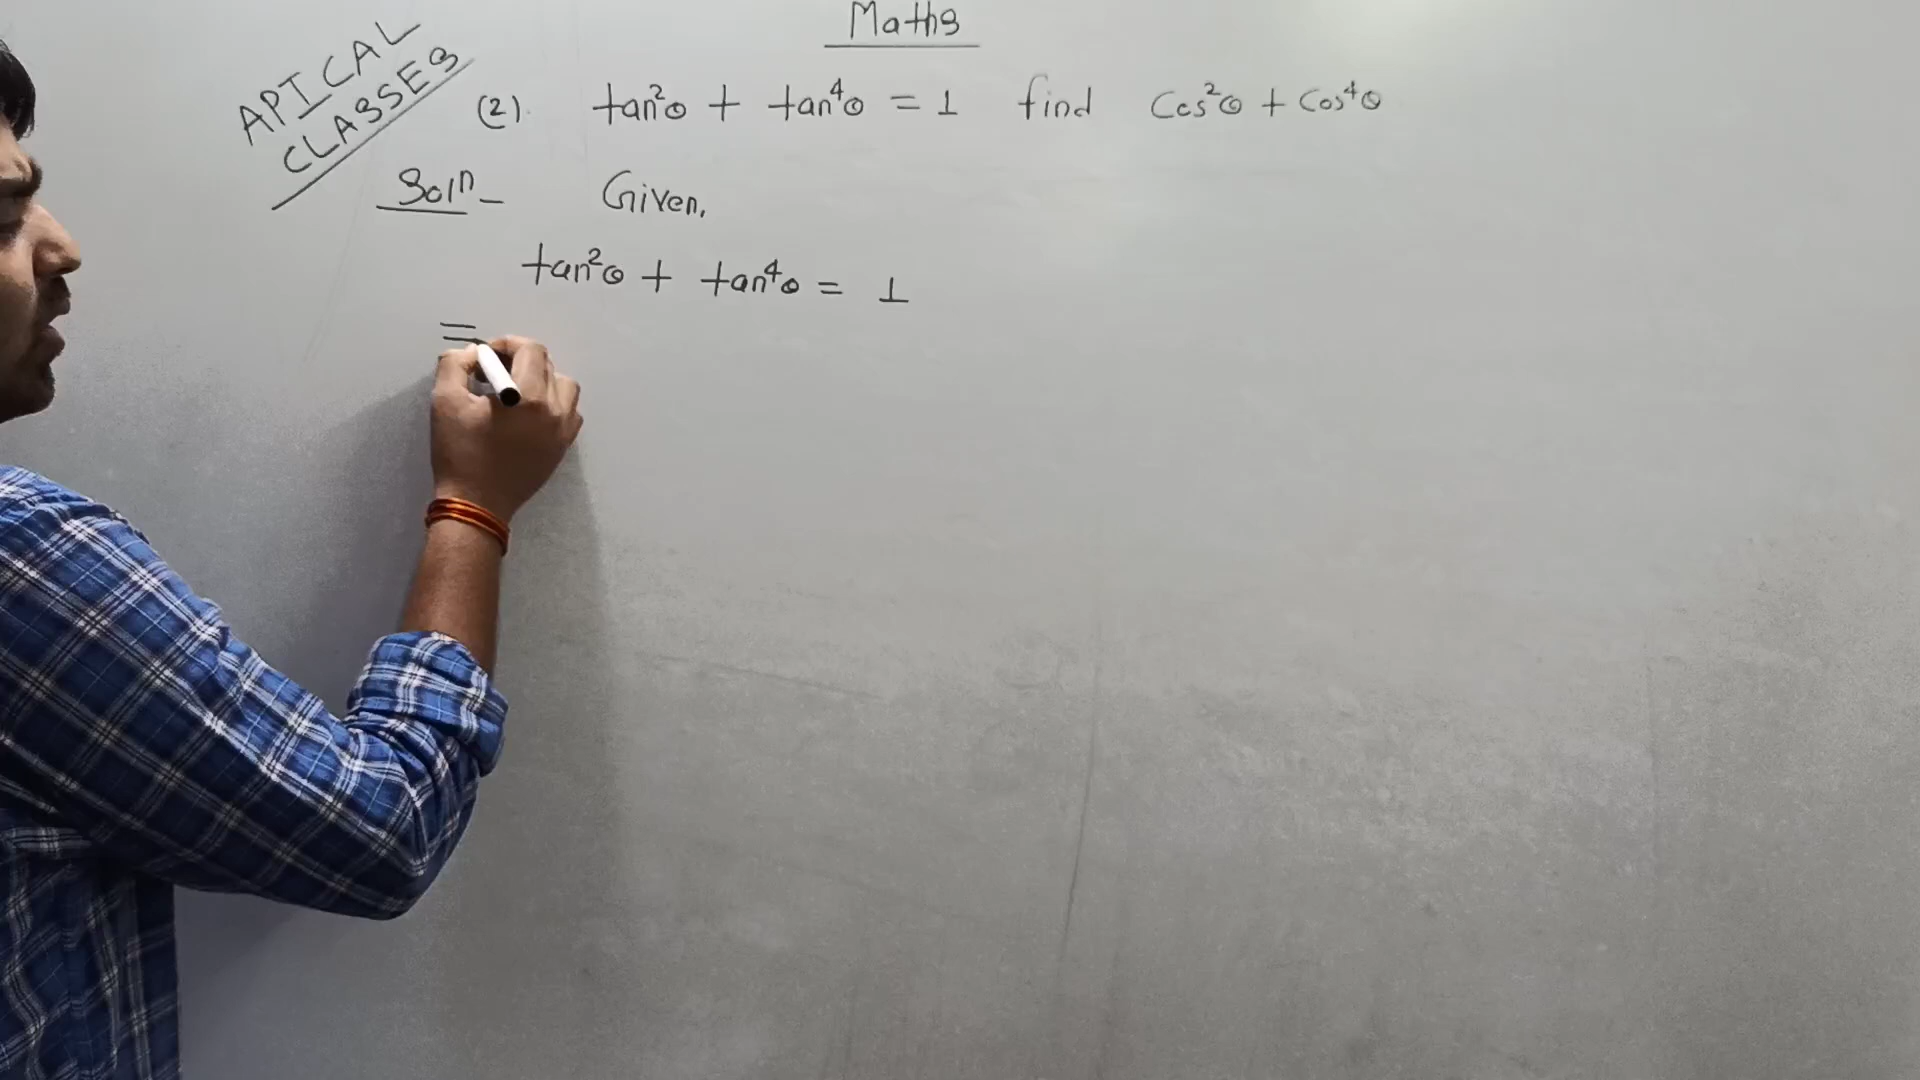 Maths
APICAL
CLASSES
(2). tan²θ + tan⁴θ = 1 find Cos²θ + Cos⁴θ
Solⁿ – Given,
tan²θ + tan⁴θ = 1
=